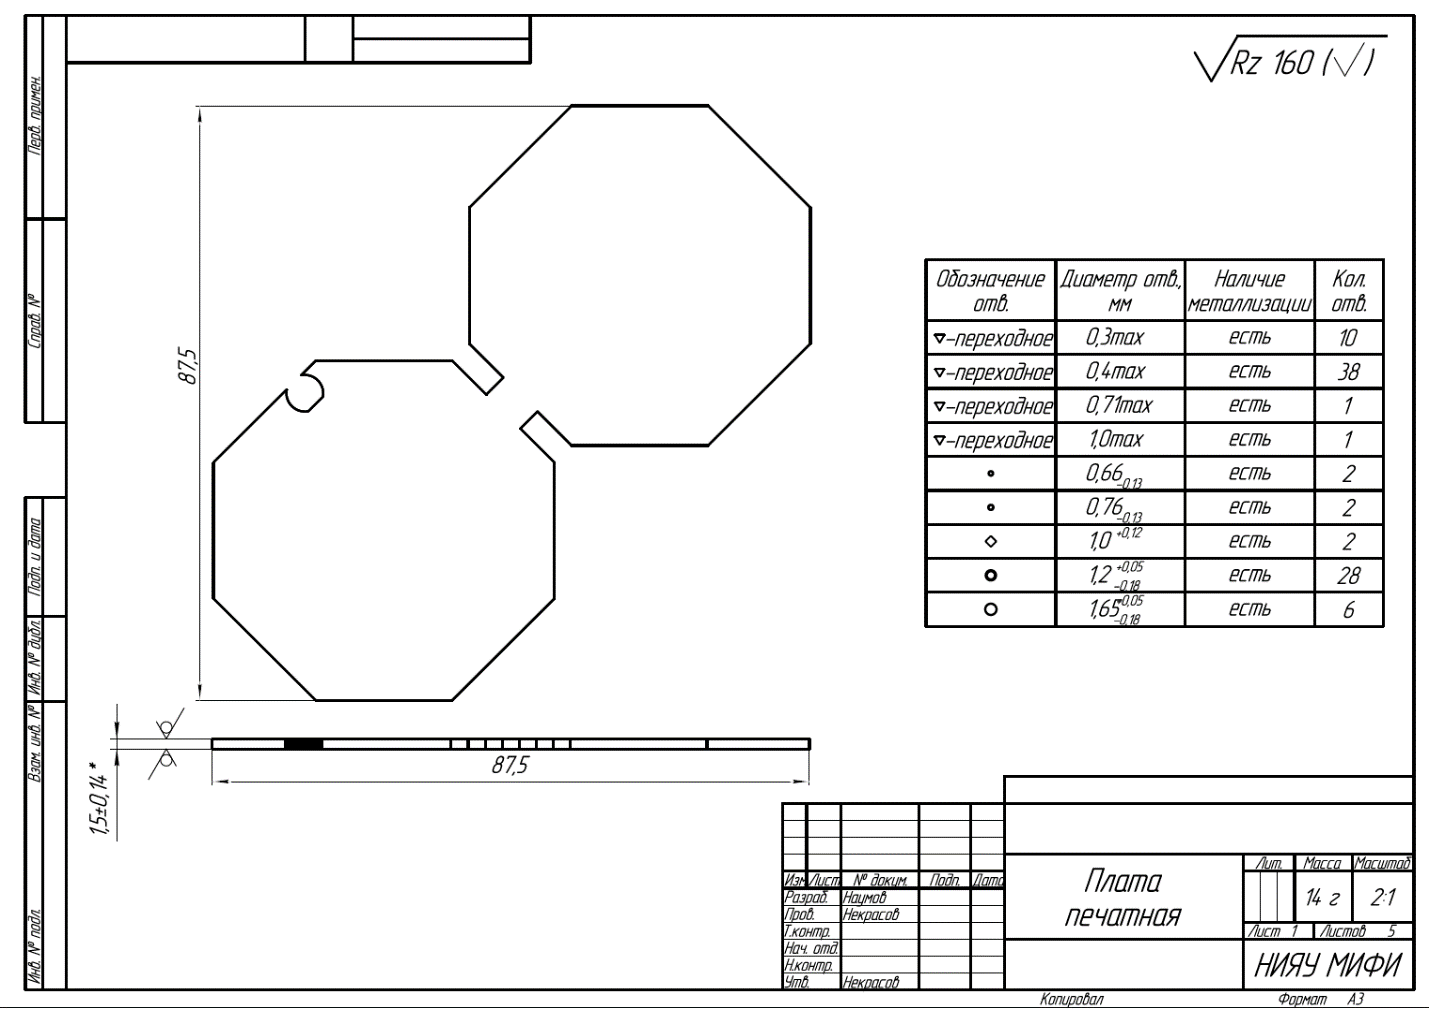 Перв. примен.
Справ. №
Подп. и дата
Инв. № дубл.
Взам. инв. №
Инв. № подл.
Rz 160 (√)
87,5
87,5
1,5±0,14 *
Обозначение отв. Диаметр отв., мм Наличие металлизации Кол. отв.
▽-переходное 0,3max есть 10
▽-переходное 0,4max есть 38
▽-переходное 0,71max есть 1
▽-переходное 1,0max есть 1
0,66 -0,13 есть 2
0,76 -0,13 есть 2
1,0 +0,12 есть 2
1,2 +0,05 -0,18 есть 28
1,65 +0,05 -0,18 есть 6
Изм Лист № докум. Подп. Дата
Разраб. Наумов
Пров. Некрасов
Т.контр.
Нач. отд.
Н.контр.
Утв. Некрасов
Плата
печатная
Лит. Масса Масштаб
14 г 2:1
Лист 1 Листов 5
НИЯУ МИФИ
Копировал Формат А3